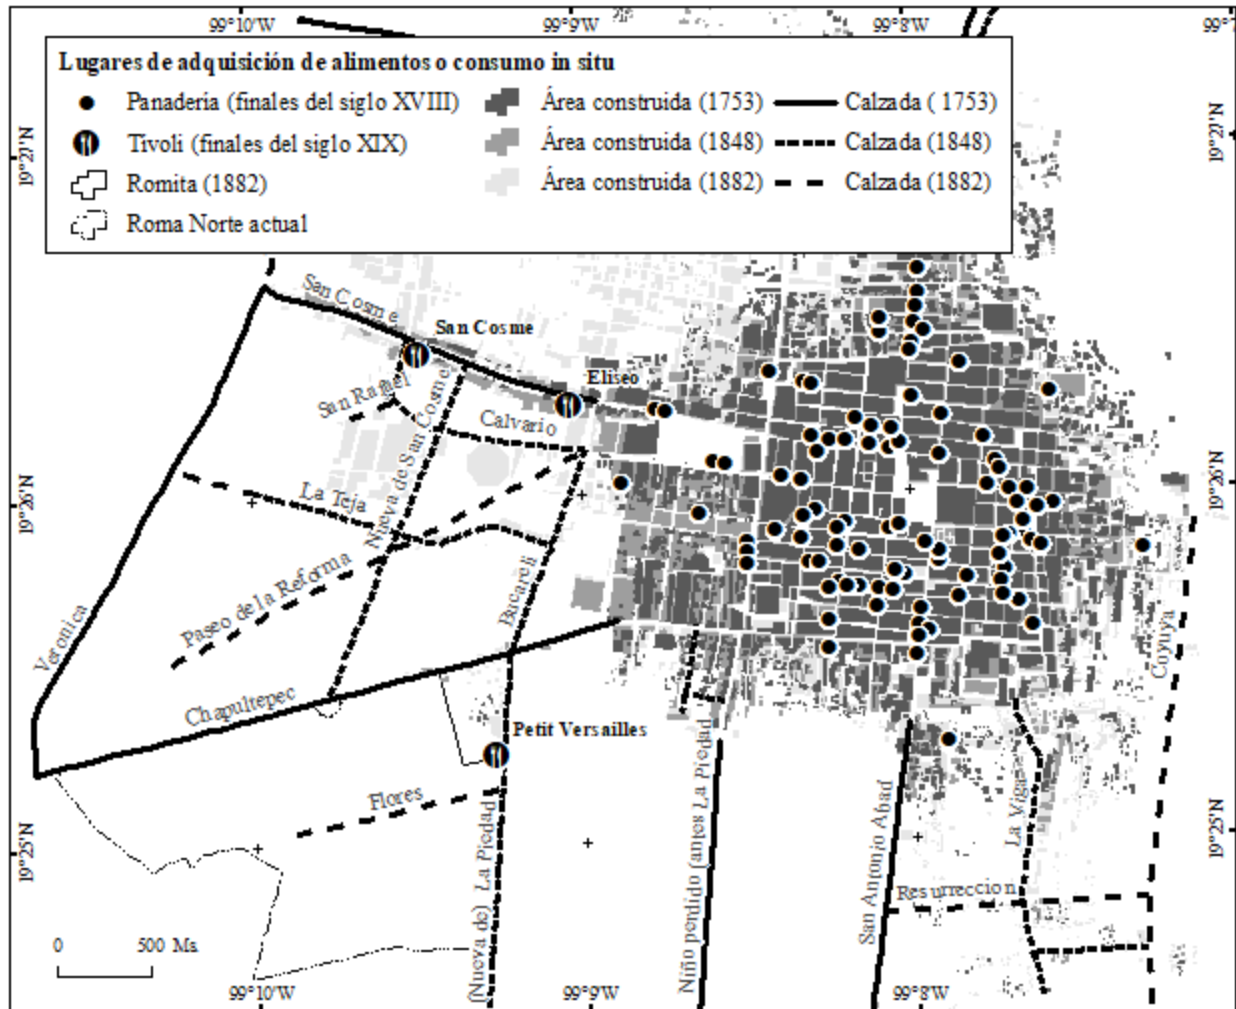 99°10'W 99°9'W 99°8'W
Lugares de adquisición de alimentos o consumo in situ
Panadería (finales del siglo XVIII)
Tívoli (finales del siglo XIX)
Romita (1882)
Roma Norte actual
Área construida (1753)
Área construida (1848)
Área construida (1882)
Calzada ( 1753)
Calzada (1848)
Calzada (1882)
19°27'N
19°27'N
San Cosme
San Cosme
Eliseo
San Rafael
Nueva de San Cosme
Calvario
La Teja
19°26'N
19°26'N
Paseo de la Reforma
Bucareli
Veronica
Chapultepec
Coyuya
Petit Versailles
Flores
(Nueva de) La Piedad
Niño perdido (antes La Piedad)
San Antonio Abad
La Viga
Resurreccion
19°25'N
19°25'N
0 500 Ms
99°10'W 99°9'W 99°8'W